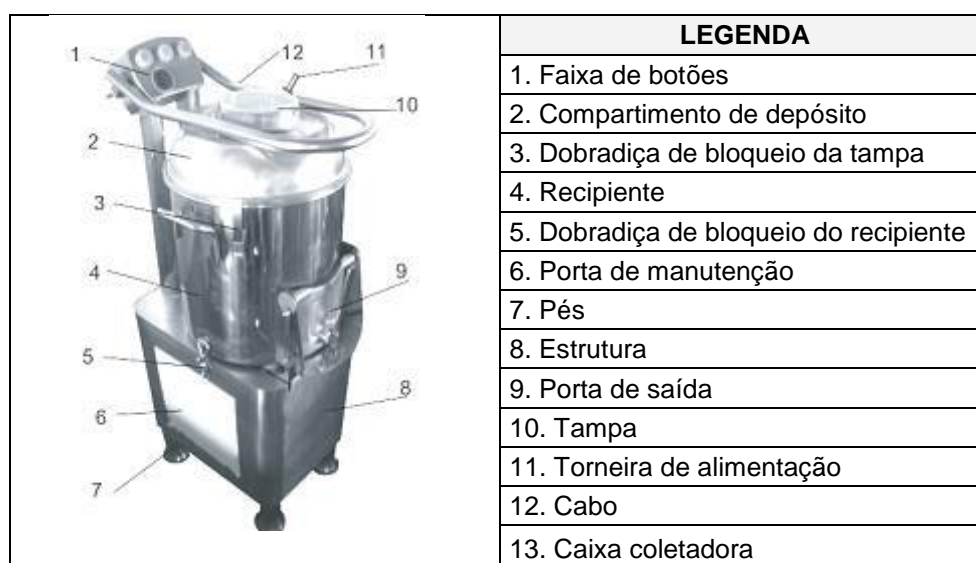 LEGENDA
1. Faixa de botões
2. Compartimento de depósito
3. Dobradiça de bloqueio da tampa
4. Recipiente
5. Dobradiça de bloqueio do recipiente
6. Porta de manutenção
7. Pés
8. Estrutura
9. Porta de saída
10. Tampa
11. Torneira de alimentação
12. Cabo
13. Caixa coletadora
1
12
11
10
2
3
4
9
5
6
8
7